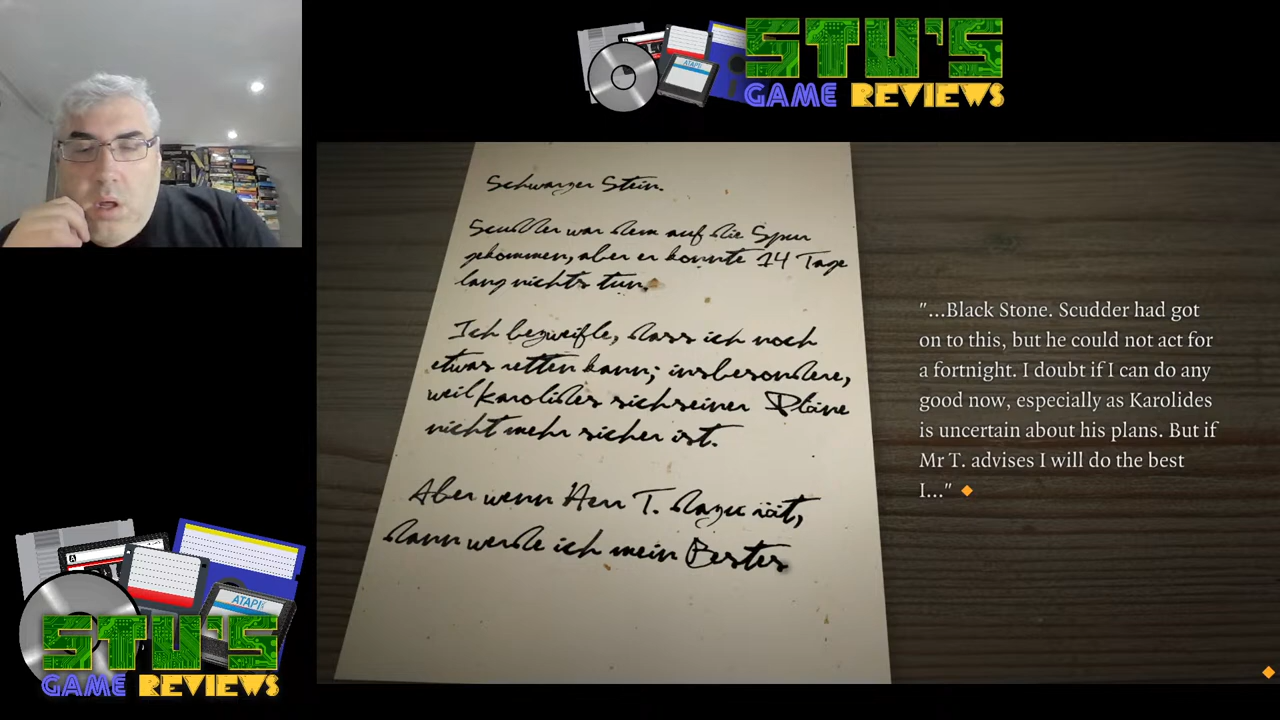 STU'S
GAME REVIEWS
ATAPI
Schwarzer Stein.
Scudder war dem auf die Spur
gekommen, aber er konnte 14 Tage
lang nichts tun.
Ich bezweifle, dass ich noch
etwas retten kann; insbesondere,
weil Karolides sich seiner Pläne
nicht mehr sicher ist.
Aber wenn Herr T. dazu rät,
dann werde ich mein Bestes
"...Black Stone. Scudder had got
on to this, but he could not act for
a fortnight. I doubt if I can do any
good now, especially as Karolides
is uncertain about his plans. But if
Mr T. advises I will do the best
I..."
A
ATAPI
STU'S
GAME REVIEWS